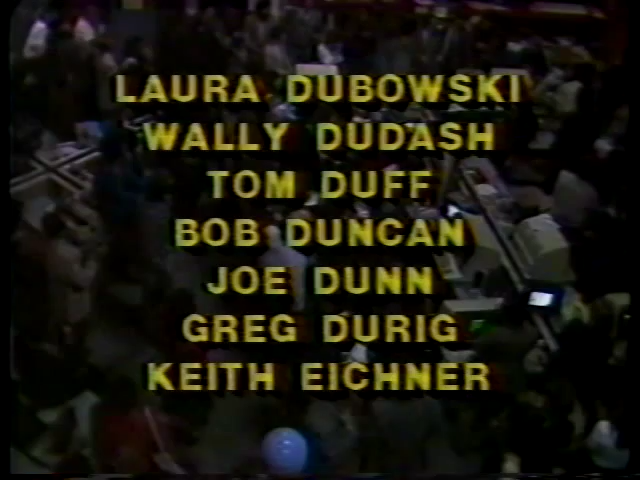 LAURA DUBOWSKI
WALLY DUDASH
TOM DUFF
BOB DUNCAN
JOE DUNN
GREG DURIG
KEITH EICHNER